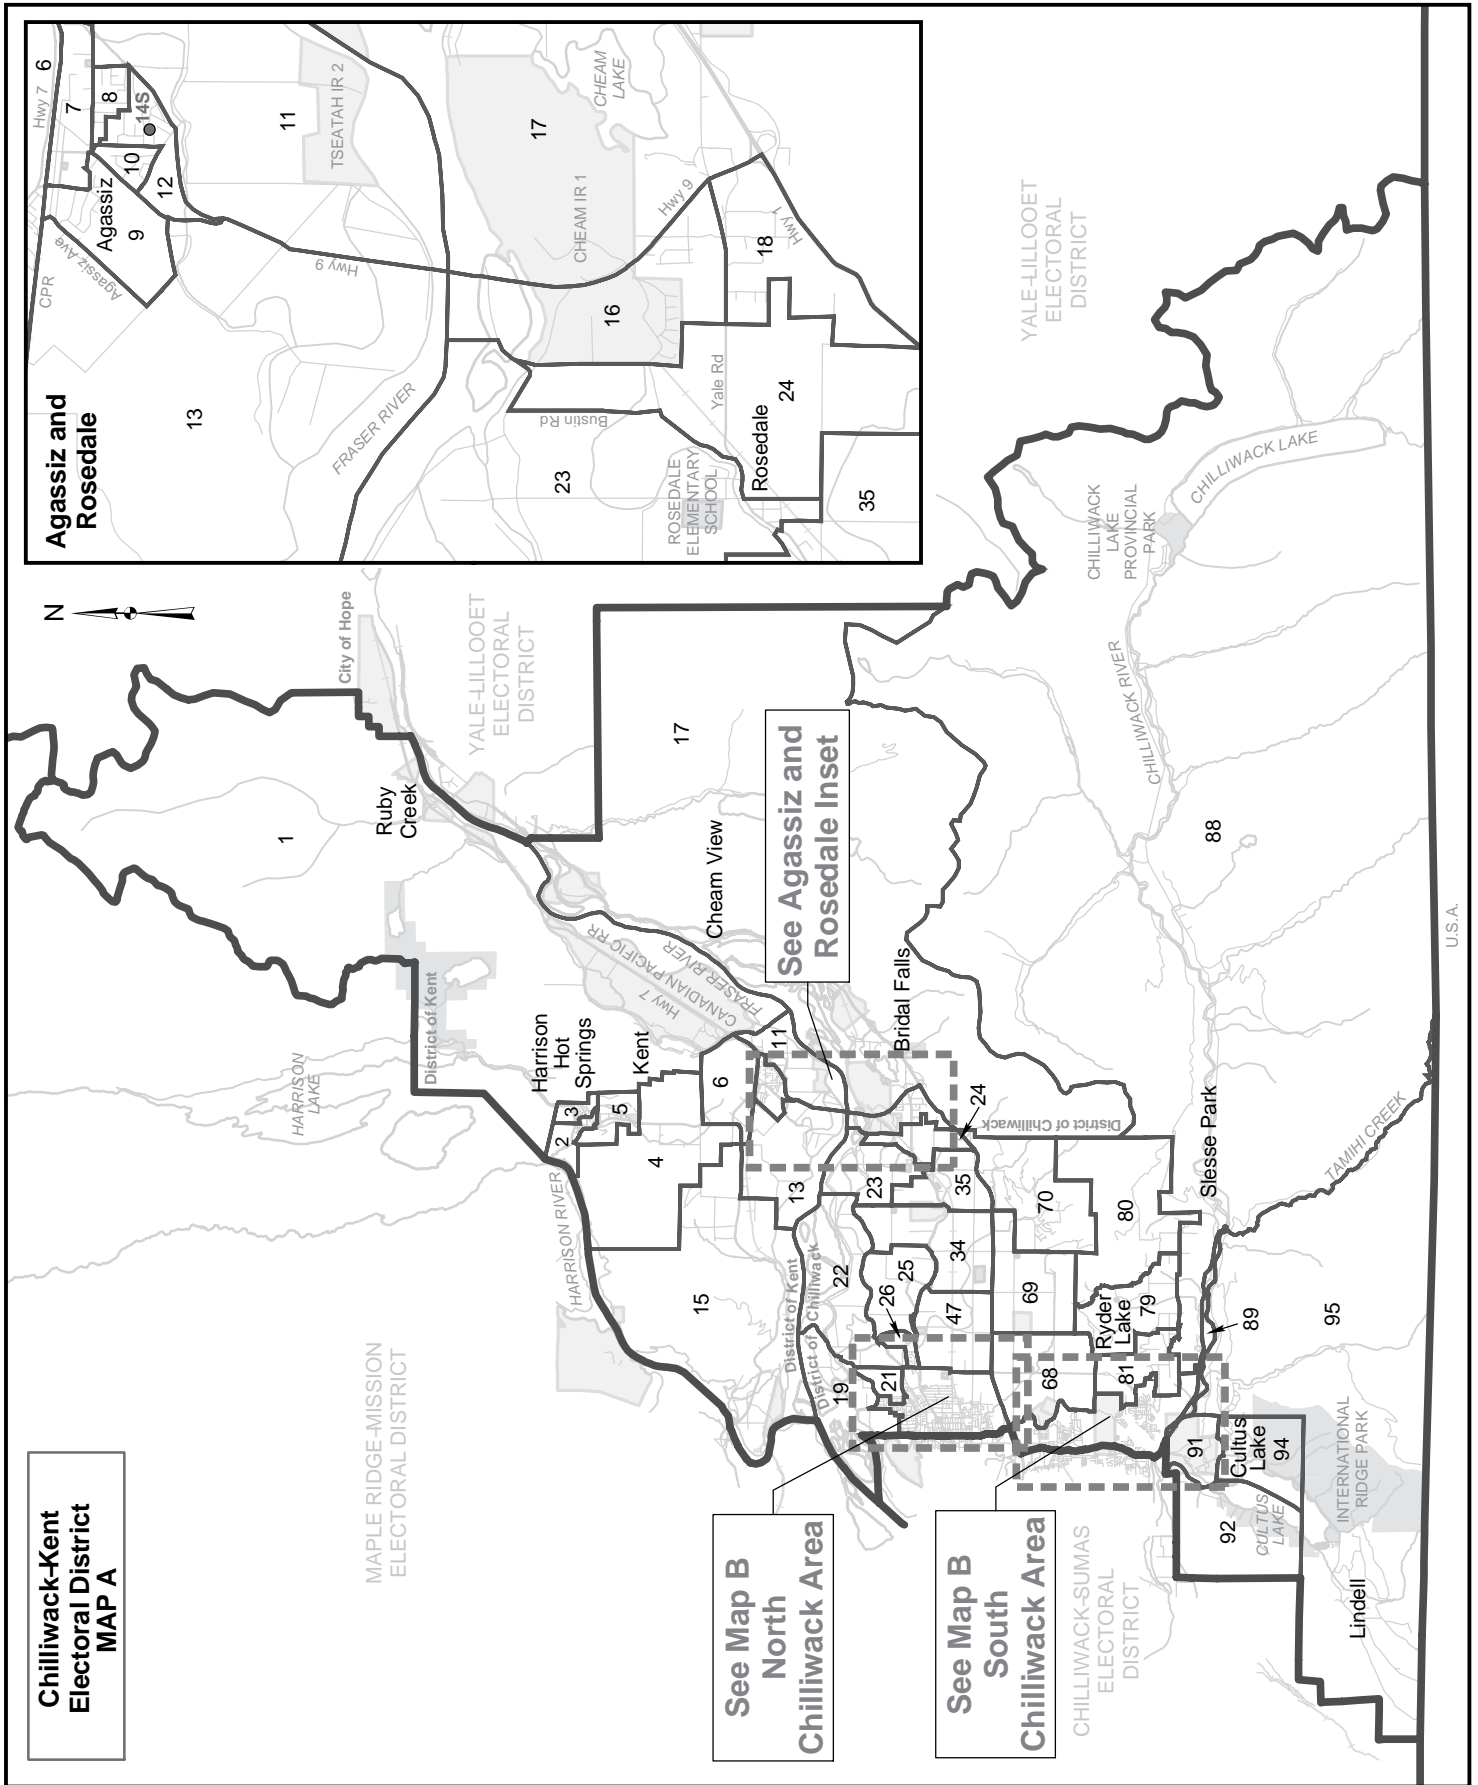 Chilliwack-Kent
Electoral District
MAP A
MAPLE RIDGE-MISSION
ELECTORAL DISTRICT
HARRISON
LAKE
HARRISON RIVER
District of Kent
Harrison
Hot
Springs
Kent
Ruby
Creek
City of Hope
YALE-LILLOOET
ELECTORAL
DISTRICT
N
1
2
3
4
5
6
11
13
15
17
Hwy 7
CANADIAN PACIFIC RR
FRASER RIVER
Cheam View
See Agassiz and
Rosedale Inset
Bridal Falls
District of Kent
District of Chilliwack
19
21
22
23
24
25
26
34
35
47
See Map B
North
Chilliwack Area
See Map B
South
Chilliwack Area
CHILLIWACK-SUMAS
ELECTORAL
DISTRICT
District of Chilliwack
68
69
70
79
80
81
Ryder
Lake
Slesse Park
88
89
91
92
94
95
Cultus
Lake
CULTUS
LAKE
INTERNATIONAL
RIDGE PARK
Lindell
TAMIHI CREEK
CHILLIWACK RIVER
CHILLIWACK
LAKE
PROVINCIAL
PARK
CHILLIWACK LAKE
YALE-LILLOOET
ELECTORAL
DISTRICT
U.S.A.
Agassiz and
Rosedale
CPR
Agassiz Ave
Agassiz
Hwy 7
6
7
8
14S
9
10
12
11
13
TSEATAH IR 2
Hwy 9
FRASER RIVER
CHEAM IR 1
17
CHEAM
LAKE
16
Hwy 9
18
Hwy 1
Bustin Rd
Yale Rd
23
ROSEDALE
ELEMENTARY
SCHOOL
Rosedale
24
35